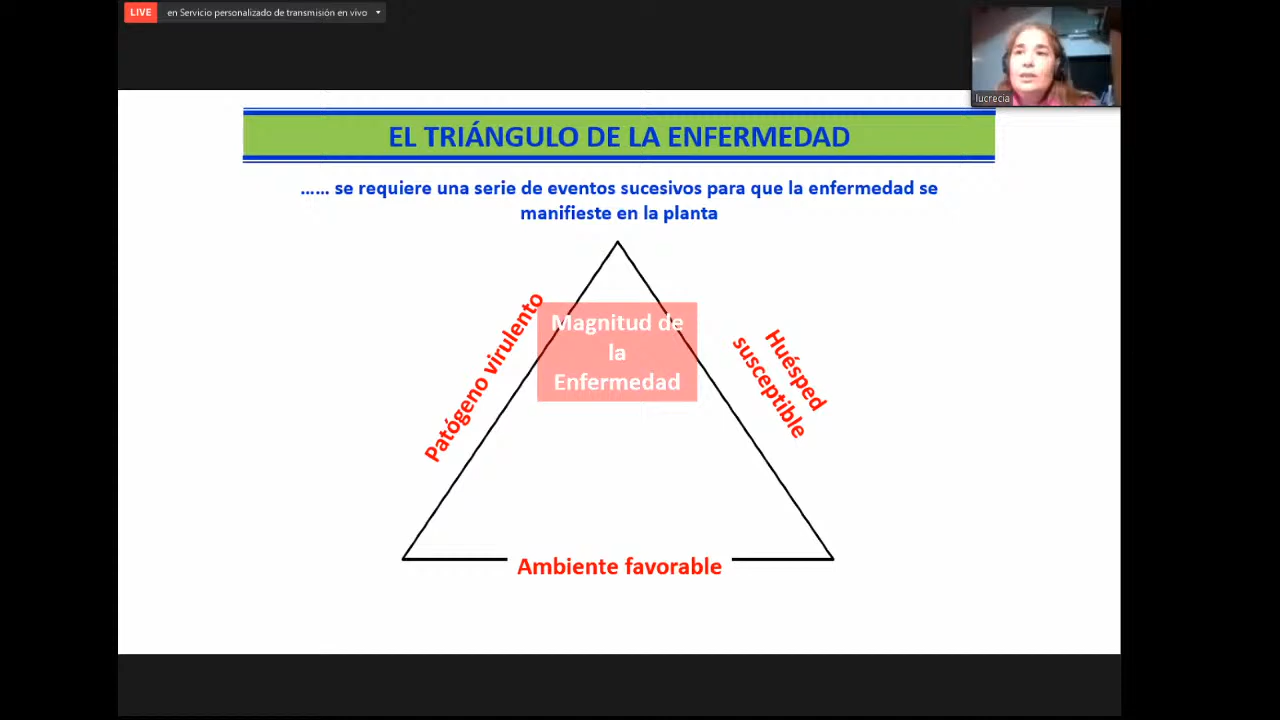 LIVE en Servicio personalizado de transmisión en vivo
lucrecia
EL TRIÁNGULO DE LA ENFERMEDAD
...... se requiere una serie de eventos sucesivos para que la enfermedad se
manifieste en la planta
Magnitud de
la
Enfermedad
Patógeno virulento
Huésped
susceptible
Ambiente favorable